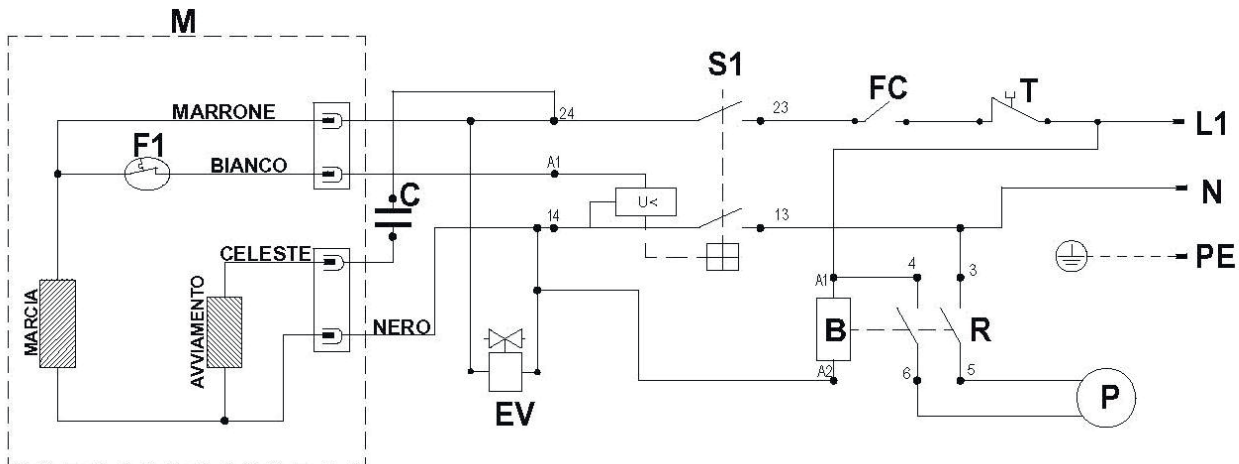 M
S1
FC
T
MARRONE
24
23
L1
F1
BIANCO
A1
C
U<
14
13
N
CELESTE
PE
4
3
A1
MARCIA
AVVIAMENTO
NERO
B
R
A2
6
5
EV
P